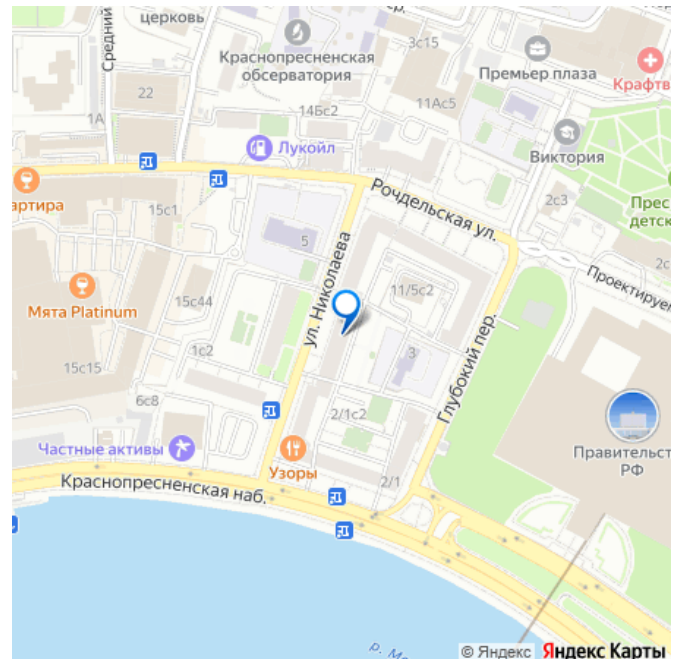 церковь
Средний
Краснопресненская
обсерватория
3с15
Премьер плаза
Крафтв
22
14Бс2
11Ас5
1А
Лукойл
Виктория
артира
Рочдельская ул.
2с3
Прес
детск
15с1
5
ул. Николаева
2с
Проектируем
15с44
11/5с2
Мята Platinum
1с2
3
Глубокий пер.
15с15
6с8
2/1с2
Частные активы
Узоры
Правительст
РФ
Краснопресненская наб.
2/1
р. Мо
© Яндекс Яндекс Карты